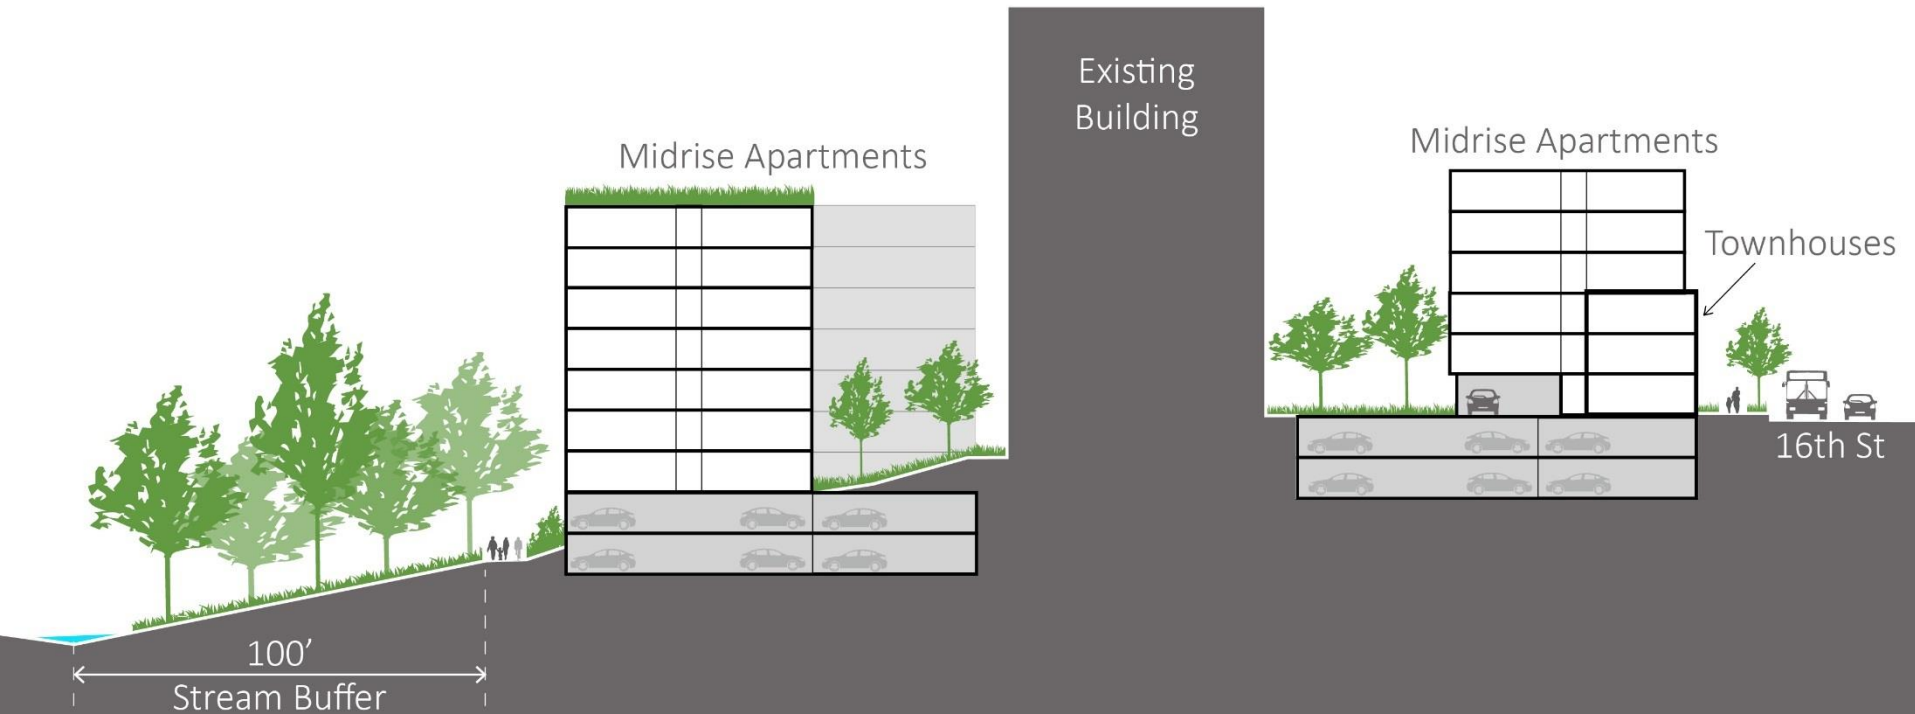 Existing
Building
Midrise Apartments
Midrise Apartments
Townhouses
16th St
100’
Stream Buffer